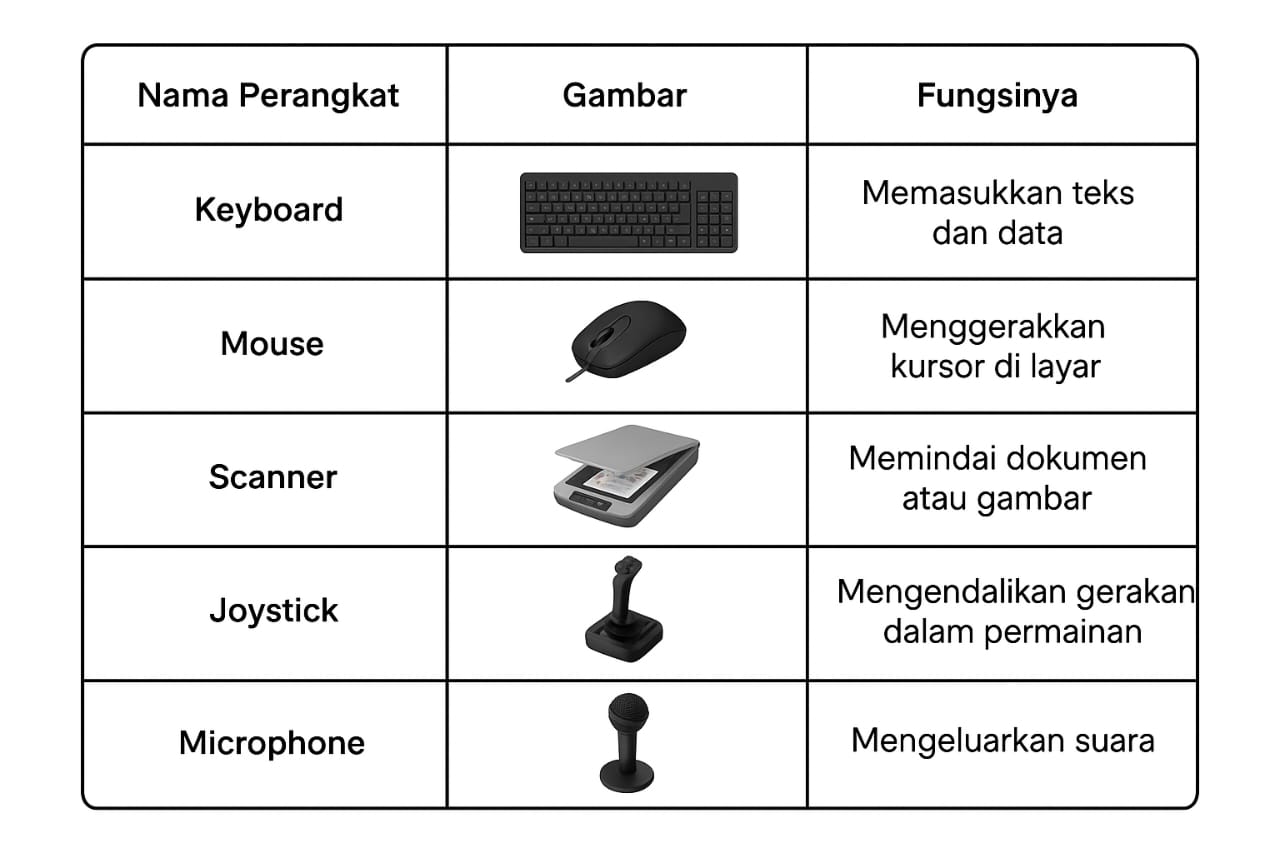 Nama Perangkat
Gambar
Fungsinya
Keyboard
Memasukkan teks
dan data
Mouse
Menggerakkan
kursor di layar
Scanner
Memindai dokumen
atau gambar
Joystick
Mengendalikan gerakan
dalam permainan
Microphone
Mengeluarkan suara